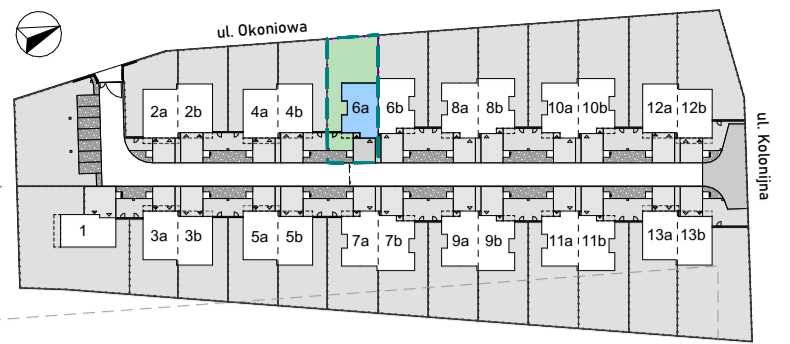 ul. Okoniowa
2a 2b 4a 4b 6a 6b 8a 8b 10a 10b 12a 12b
ul. Kolonijna
1 3a 3b 5a 5b 7a 7b 9a 9b 11a 11b 13a 13b